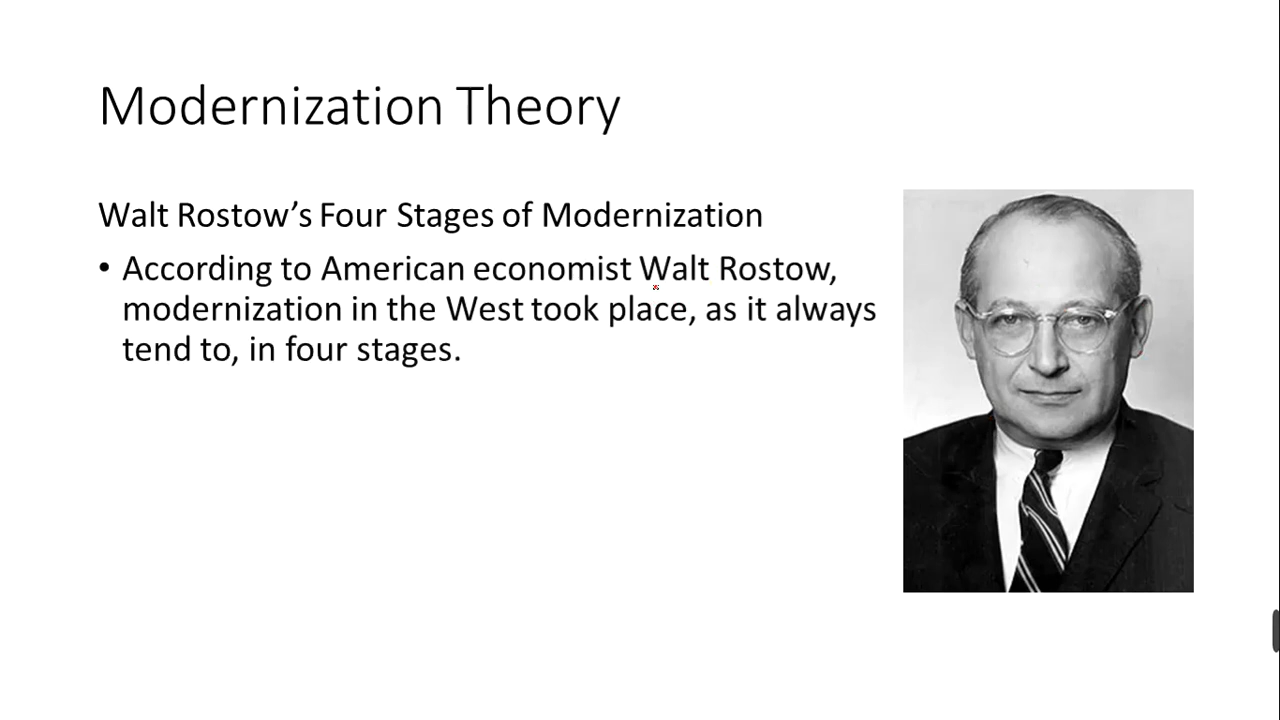 Modernization Theory
Walt Rostow’s Four Stages of Modernization
• According to American economist Walt Rostow,
modernization in the West took place, as it always
tend to, in four stages.